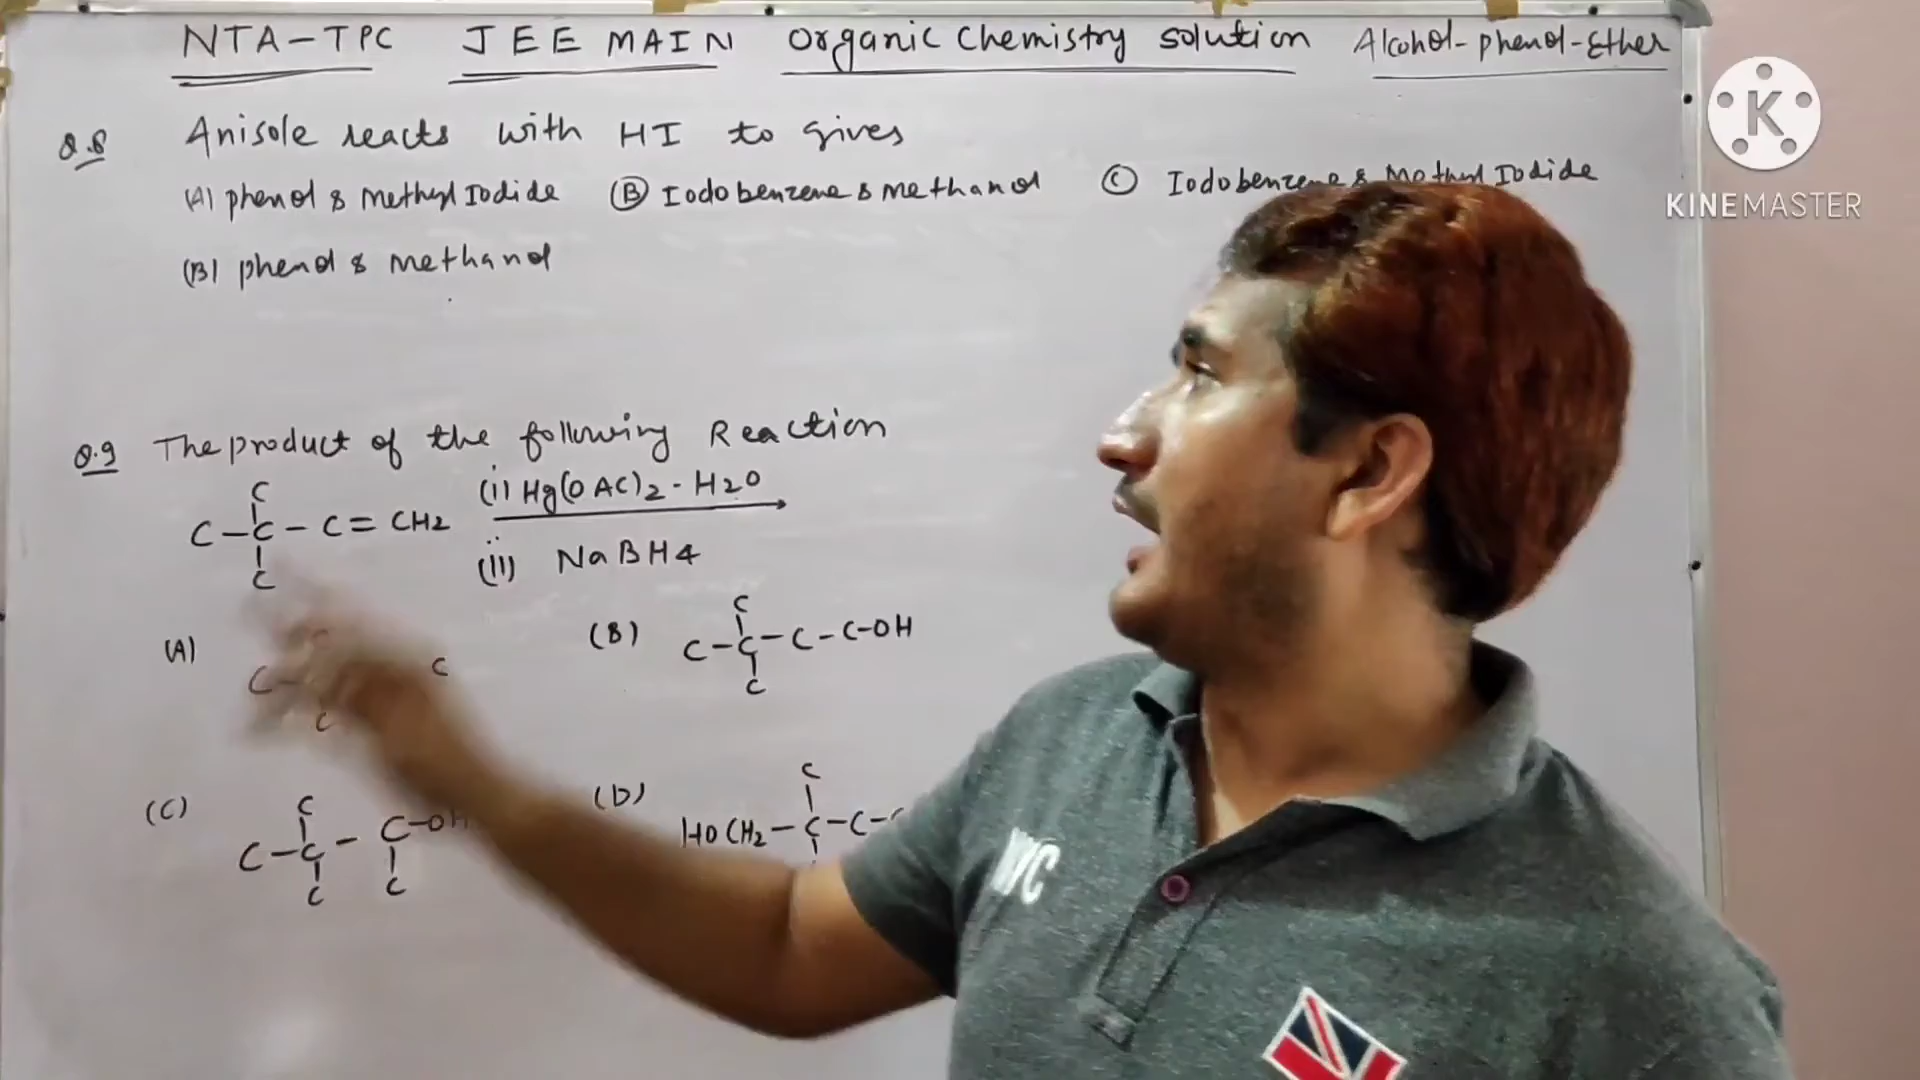 NTA-TPC JEE MAIN Organic Chemistry solution Alcohol-phenol-Ether
K
KINEMASTER
Q.8 Anisole reacts with HI to gives
(A) phenol & Methyl Iodide (B) Iodobenzene & Methanol (C) Iodobenzene & Methyl Iodide
(B) phenol & Methanol
Q.9 The product of the following Reaction
C
C-C-C=CH2
C
(i) Hg(OAC)2-H2O
(ii) NaBH4
(A)
C
C
C
(B)
C
C-C-C-C-OH
C
(C)
C
C-C-C-OH
C C
(D)
C
HOCH2-C-C-